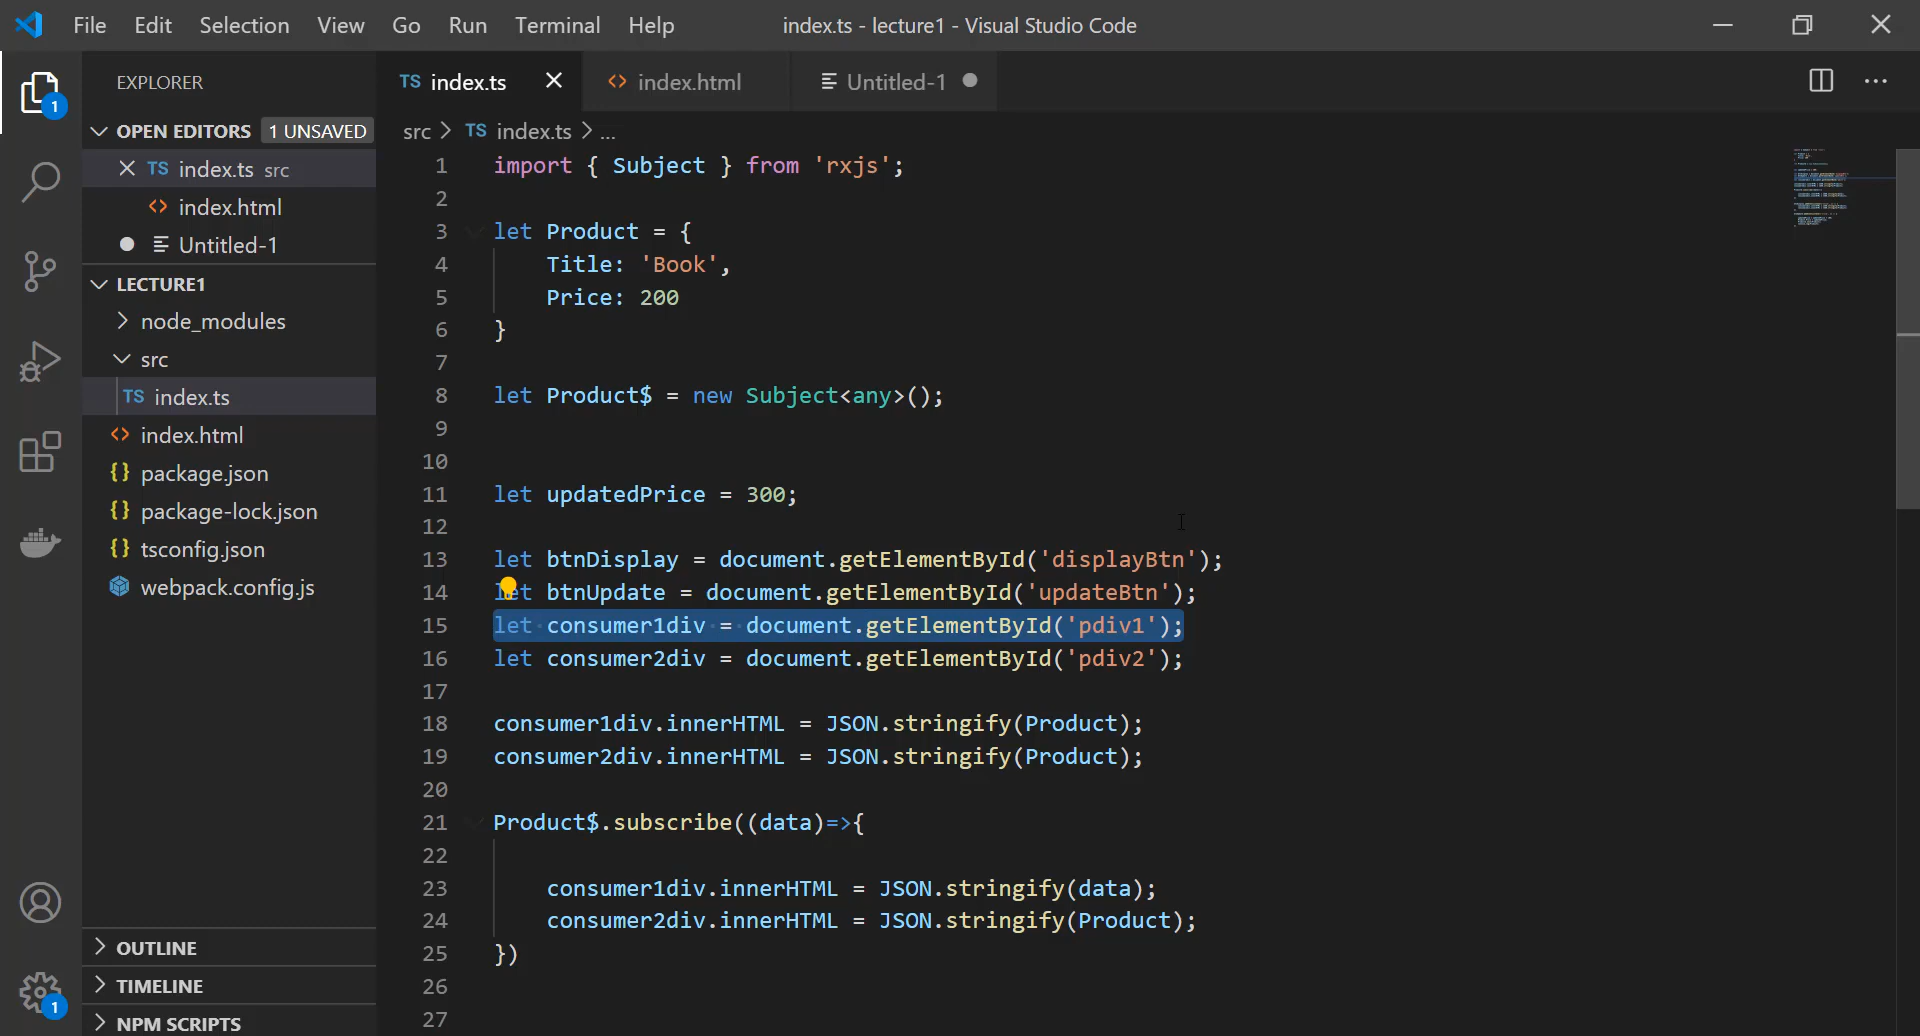 File Edit Selection View Go Run Terminal Help index.ts - lecture1 - Visual Studio Code
EXPLORER
OPEN EDITORS 1 UNSAVED
TS index.ts src
index.html
Untitled-1
LECTURE1
node_modules
src
TS index.ts
index.html
package.json
package-lock.json
tsconfig.json
webpack.config.js
OUTLINE
TIMELINE
NPM SCRIPTS
1
1
TS index.ts index.html Untitled-1
src > TS index.ts > ...
1 import { Subject } from 'rxjs';
2
3 let Product = {
4 Title: 'Book',
5 Price: 200
6 }
7
8 let Product$ = new Subject<any>();
9
10
11 let updatedPrice = 300;
12
13 let btnDisplay = document.getElementById('displayBtn');
14 let btnUpdate = document.getElementById('updateBtn');
15 let consumer1div = document.getElementById('pdiv1');
16 let consumer2div = document.getElementById('pdiv2');
17
18 consumer1div.innerHTML = JSON.stringify(Product);
19 consumer2div.innerHTML = JSON.stringify(Product);
20
21 Product$.subscribe((data)=>{
22
23 consumer1div.innerHTML = JSON.stringify(data);
24 consumer2div.innerHTML = JSON.stringify(Product);
25 })
26
27